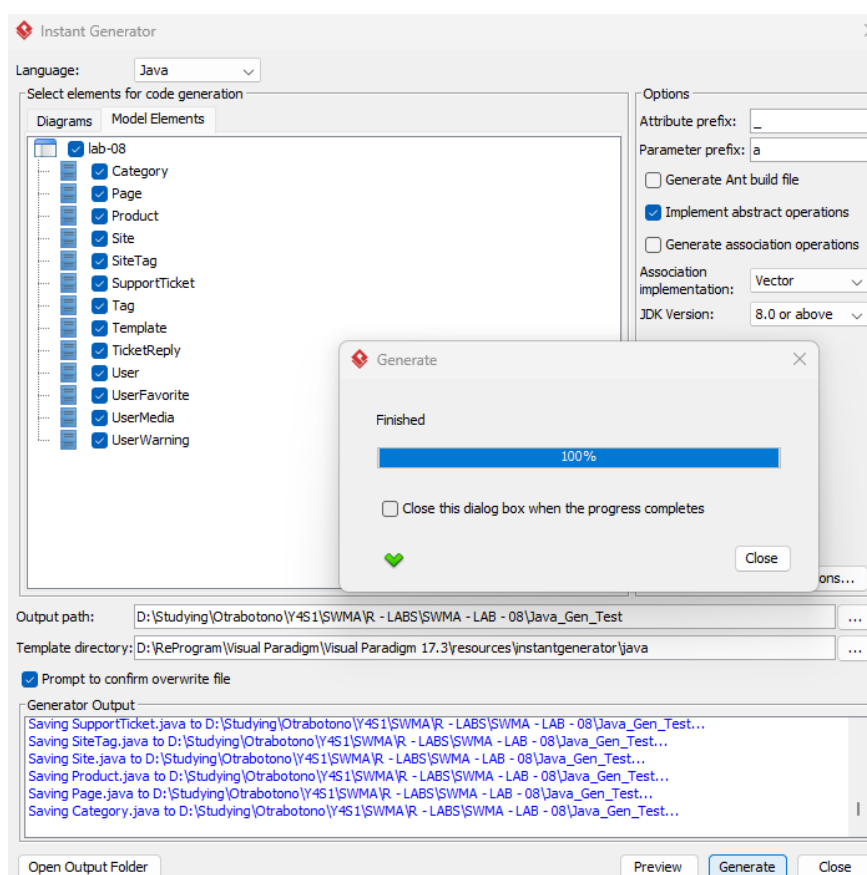 Instant Generator
Language: Java
Select elements for code generation
Diagrams Model Elements
lab-08
Category
Page
Product
Site
SiteTag
SupportTicket
Tag
Template
TicketReply
User
UserFavorite
UserMedia
UserWarning
Options
Attribute prefix: _
Parameter prefix: a
Generate Ant build file
Implement abstract operations
Generate association operations
Association
implementation: Vector
JDK Version: 8.0 or above
Generate
Finished
100%
Close this dialog box when the progress completes
Close
ons...
Output path: D:\Studying\Otrabotono\Y4S1\SWMA\R - LABS\SWMA - LAB - 08\Java_Gen_Test ...
Template directory: D:\ReProgram\Visual Paradigm\Visual Paradigm 17.3\resources\instantgenerator\java ...
Prompt to confirm overwrite file
Generator Output
Saving SupportTicket.java to D:\Studying\Otrabotono\Y4S1\SWMA\R - LABS\SWMA - LAB - 08\Java_Gen_Test...
Saving SiteTag.java to D:\Studying\Otrabotono\Y4S1\SWMA\R - LABS\SWMA - LAB - 08\Java_Gen_Test...
Saving Site.java to D:\Studying\Otrabotono\Y4S1\SWMA\R - LABS\SWMA - LAB - 08\Java_Gen_Test...
Saving Product.java to D:\Studying\Otrabotono\Y4S1\SWMA\R - LABS\SWMA - LAB - 08\Java_Gen_Test...
Saving Page.java to D:\Studying\Otrabotono\Y4S1\SWMA\R - LABS\SWMA - LAB - 08\Java_Gen_Test...
Saving Category.java to D:\Studying\Otrabotono\Y4S1\SWMA\R - LABS\SWMA - LAB - 08\Java_Gen_Test...
Open Output Folder Preview Generate Close